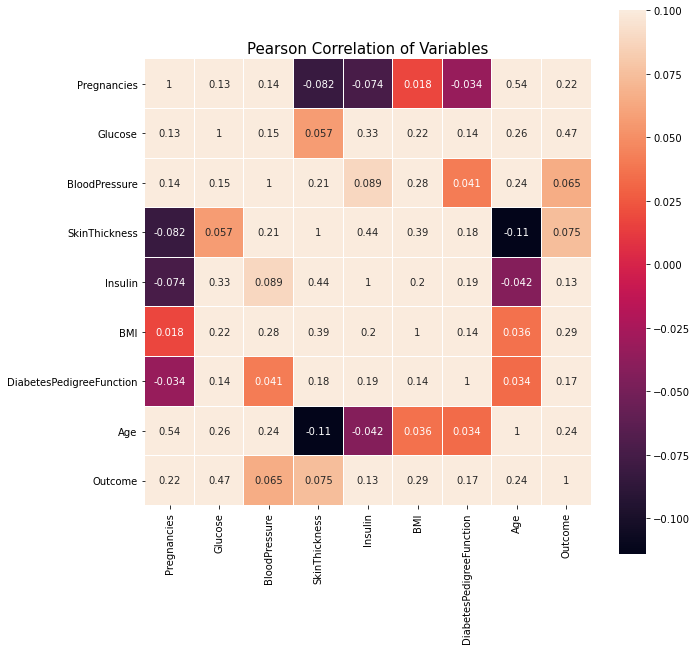 Pearson Correlation of Variables
Pregnancies 1 0.13 0.14 -0.082 -0.074 0.018 -0.034 0.54 0.22
Glucose 0.13 1 0.15 0.057 0.33 0.22 0.14 0.26 0.47
BloodPressure 0.14 0.15 1 0.21 0.089 0.28 0.041 0.24 0.065
SkinThickness -0.082 0.057 0.21 1 0.44 0.39 0.18 -0.11 0.075
Insulin -0.074 0.33 0.089 0.44 1 0.2 0.19 -0.042 0.13
BMI 0.018 0.22 0.28 0.39 0.2 1 0.14 0.036 0.29
DiabetesPedigreeFunction -0.034 0.14 0.041 0.18 0.19 0.14 1 0.034 0.17
Age 0.54 0.26 0.24 -0.11 -0.042 0.036 0.034 1 0.24
Outcome 0.22 0.47 0.065 0.075 0.13 0.29 0.17 0.24 1
Pregnancies
Glucose
BloodPressure
SkinThickness
Insulin
BMI
DiabetesPedigreeFunction
Age
Outcome
0.100
0.075
0.050
0.025
0.000
−0.025
−0.050
−0.075
−0.100